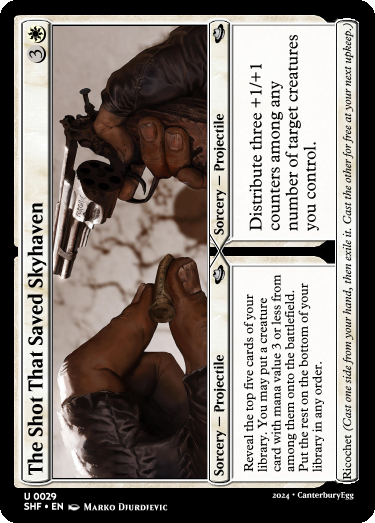 The Shot That Saved Skyhaven
3
Sorcery — Projectile
Reveal the top five cards of your
library. You may put a creature
card with mana value 3 or less from
among them onto the battlefield.
Put the rest on the bottom of your
library in any order.
Sorcery — Projectile
Distribute three +1/+1
counters among any
number of target creatures
you control.
Ricochet (Cast one side from your hand, then exile it. Cast the other for free at your next upkeep.)
U 0029
SHF • EN Marko Djurdjevic
2024 • CanterburyEgg